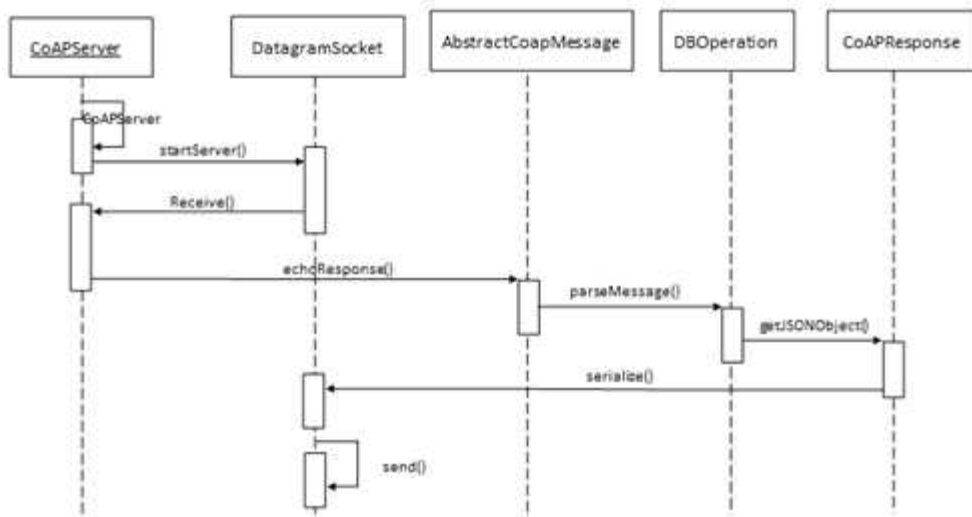 CoAPServer
DatagramSocket
AbstractCoapMessage
DBOperation
CoAPResponse
CoAPServer
startServer()
Receive()
echoResponse()
parseMessage()
getJSONObject()
serialize()
send()